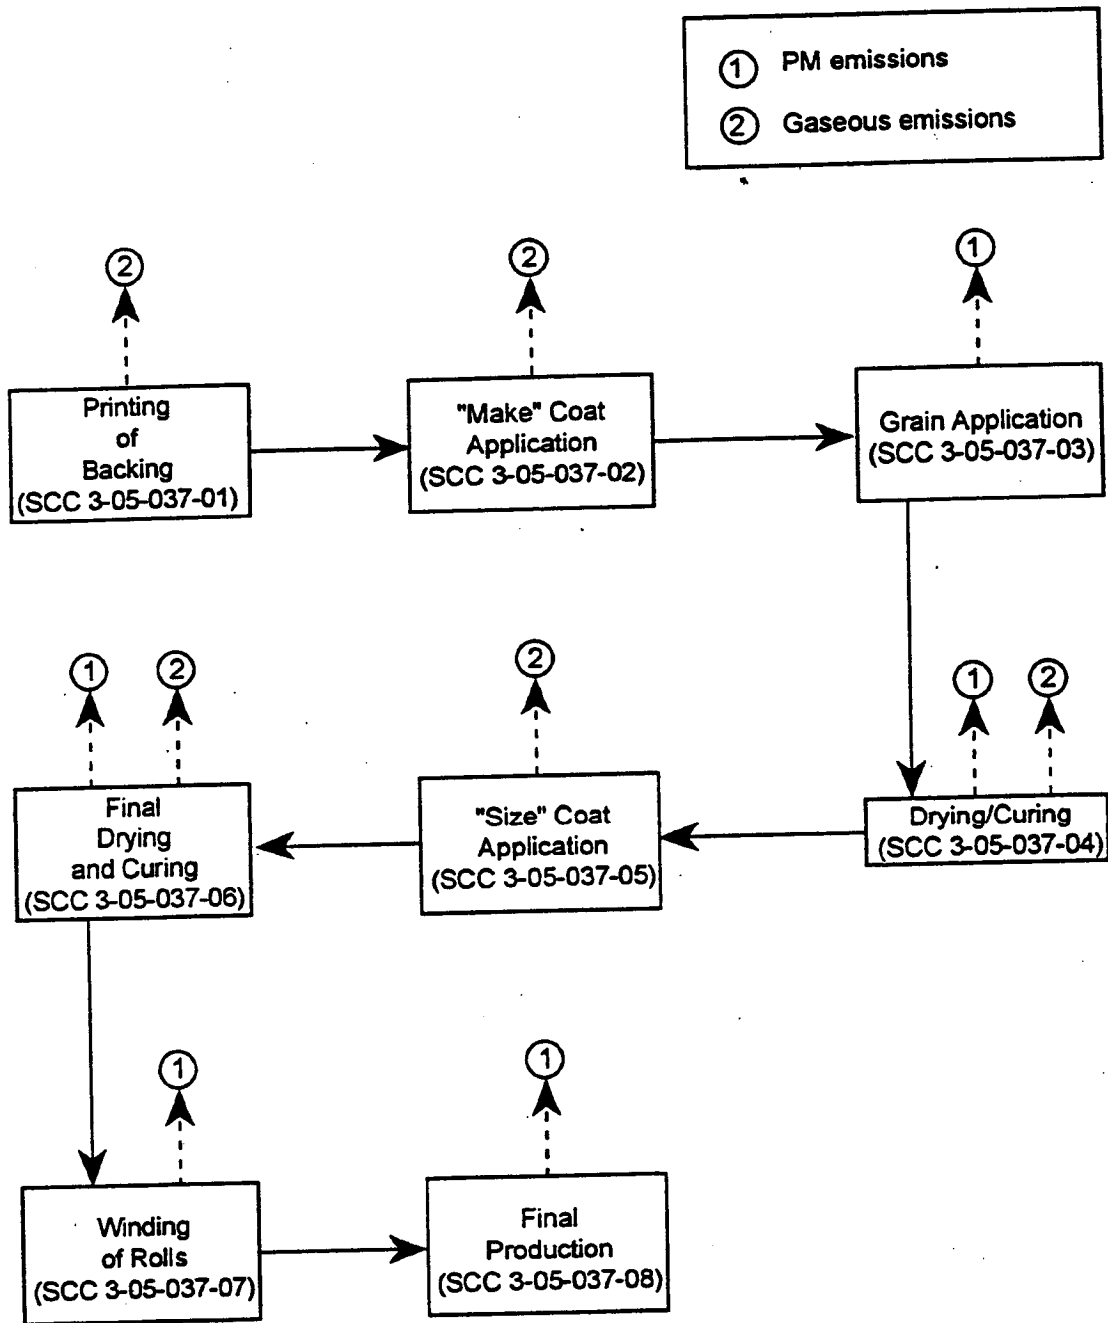 ① PM emissions
② Gaseous emissions
②
②
①
Printing
of
Backing
(SCC 3-05-037-01)
"Make" Coat
Application
(SCC 3-05-037-02)
Grain Application
(SCC 3-05-037-03)
①
②
②
①
②
Final
Drying
and Curing
(SCC 3-05-037-06)
"Size" Coat
Application
(SCC 3-05-037-05)
Drying/Curing
(SCC 3-05-037-04)
①
①
Winding
of Rolls
(SCC 3-05-037-07)
Final
Production
(SCC 3-05-037-08)